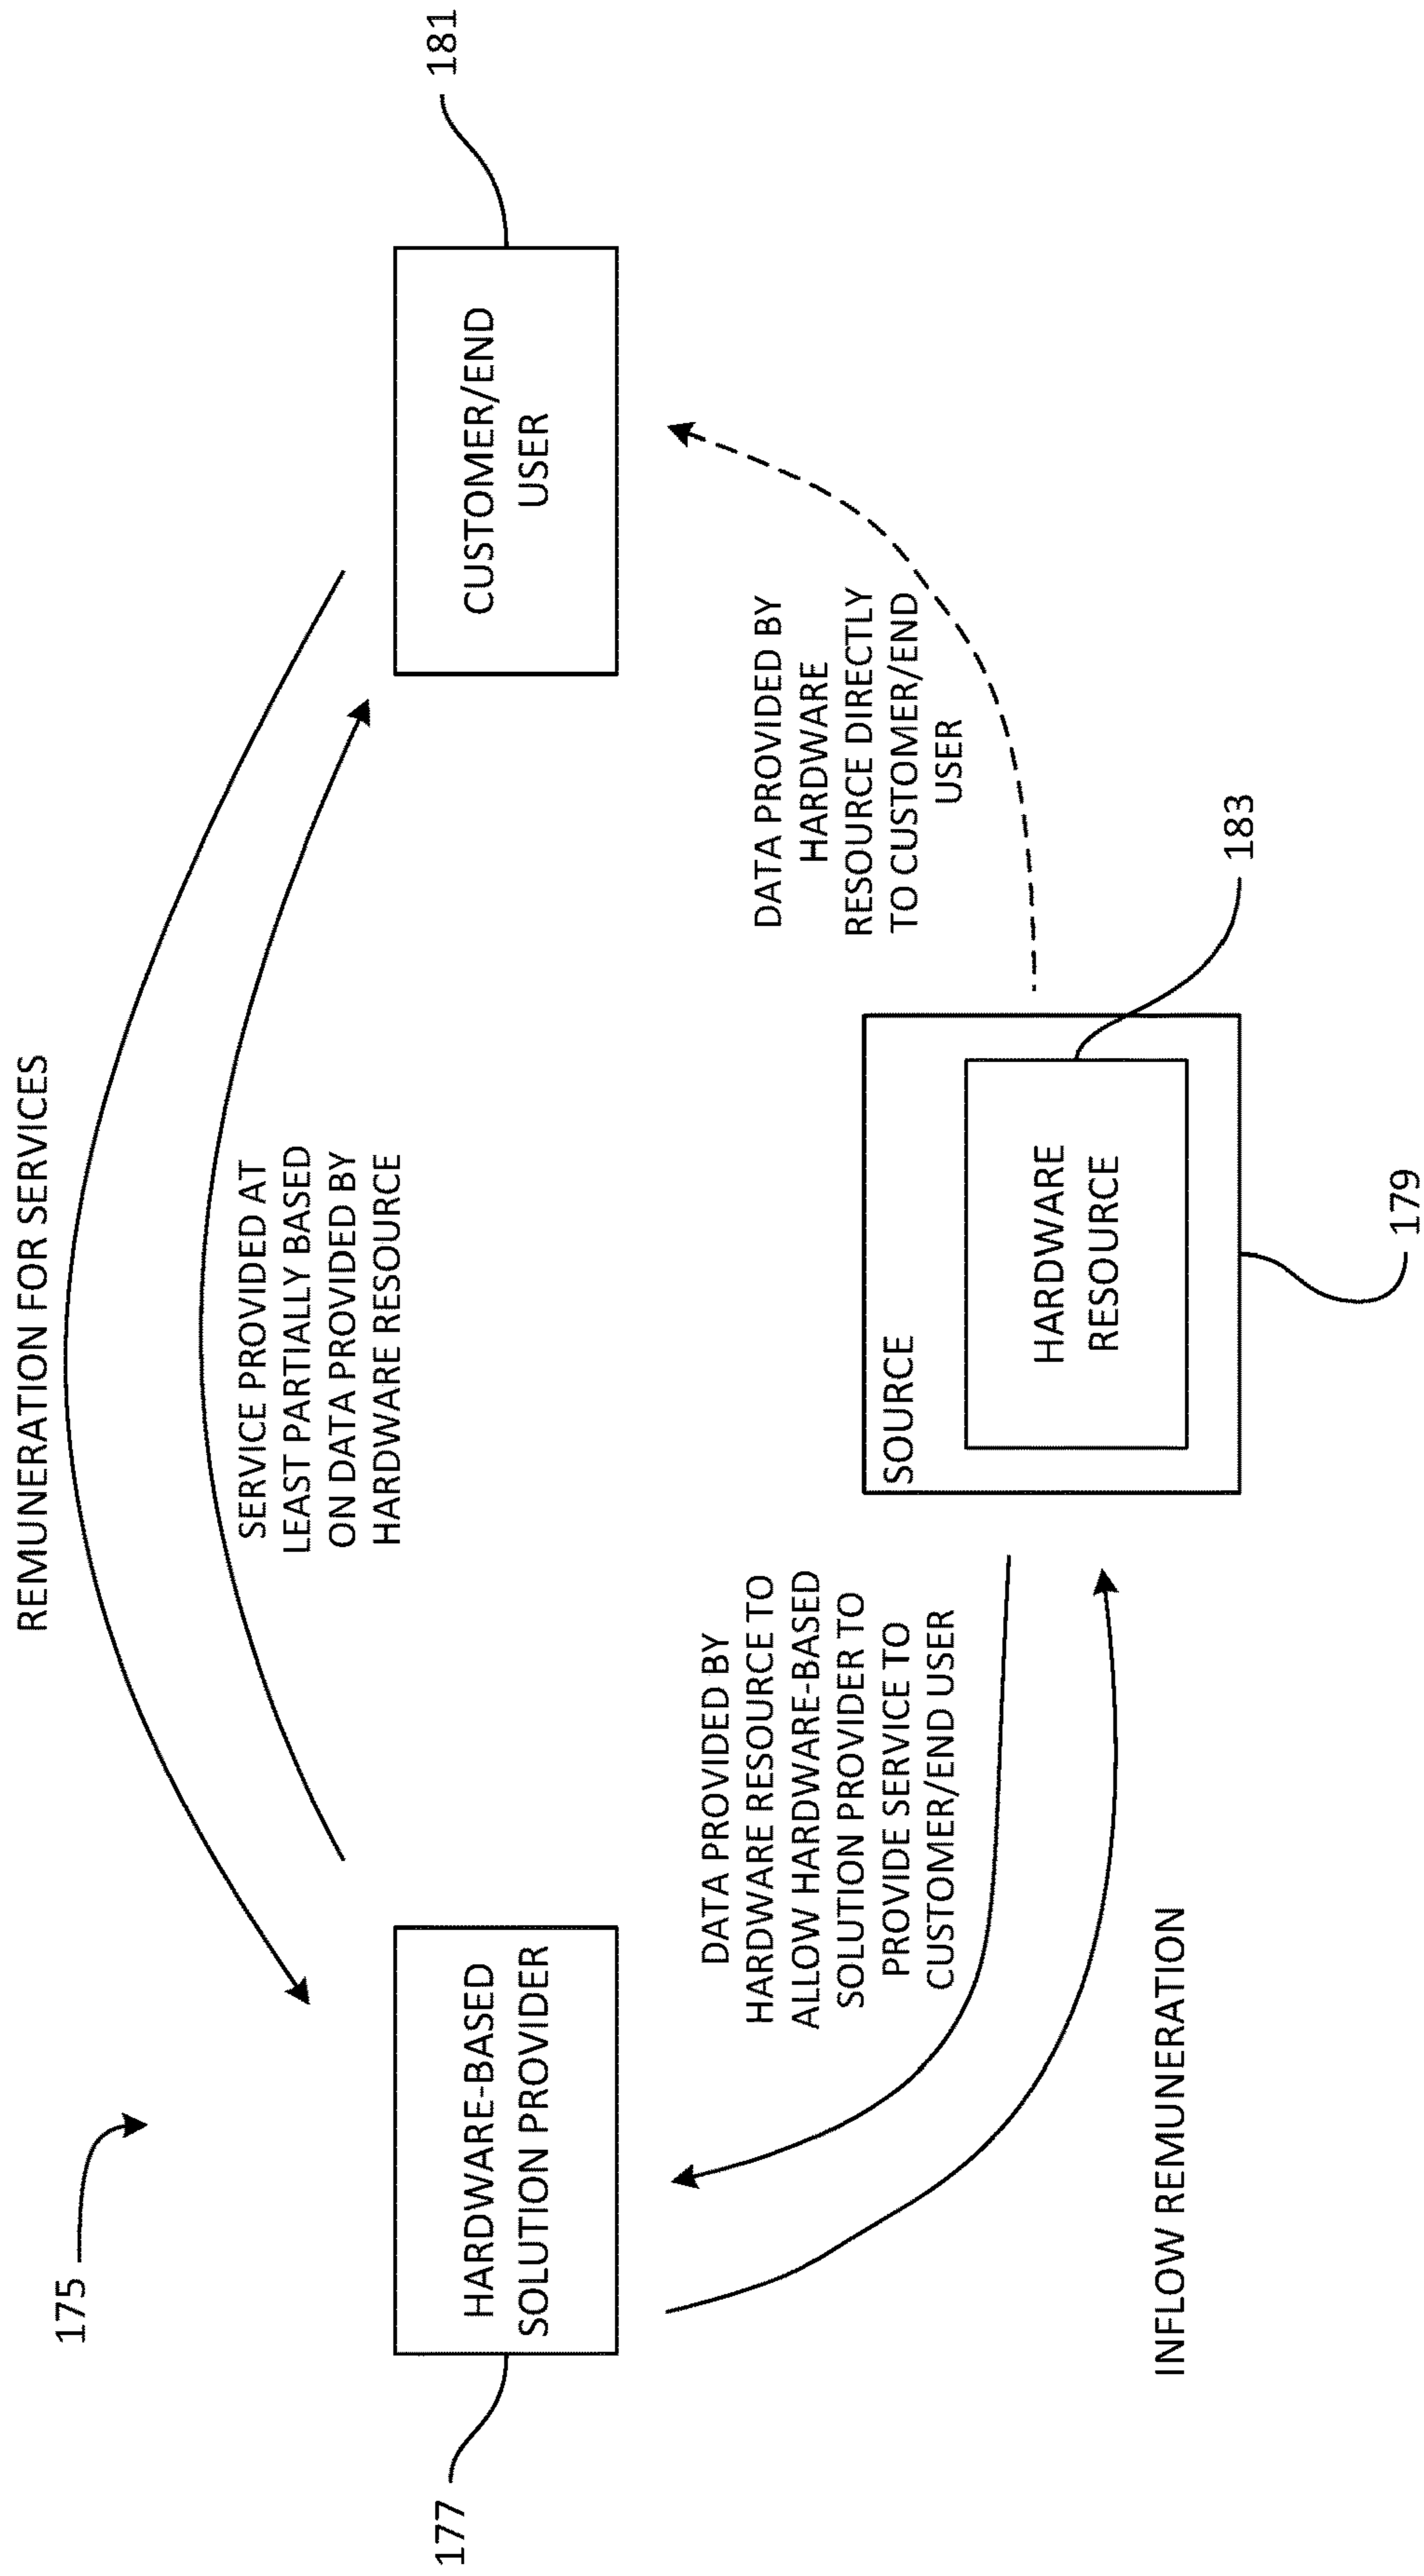 REMUNERATION FOR SERVICES
175
SERVICE PROVIDED AT
LEAST PARTIALLY BASED
ON DATA PROVIDED BY
HARDWARE RESOURCE
181
177
HARDWARE-BASED
SOLUTION PROVIDER
CUSTOMER/END
USER
DATA PROVIDED BY
HARDWARE RESOURCE TO
ALLOW HARDWARE-BASED
SOLUTION PROVIDER TO
PROVIDE SERVICE TO
CUSTOMER/END USER
DATA PROVIDED BY
HARDWARE
RESOURCE DIRECTLY
TO CUSTOMER/END
USER
SOURCE
HARDWARE
RESOURCE
183
INFLOW REMUNERATION
179